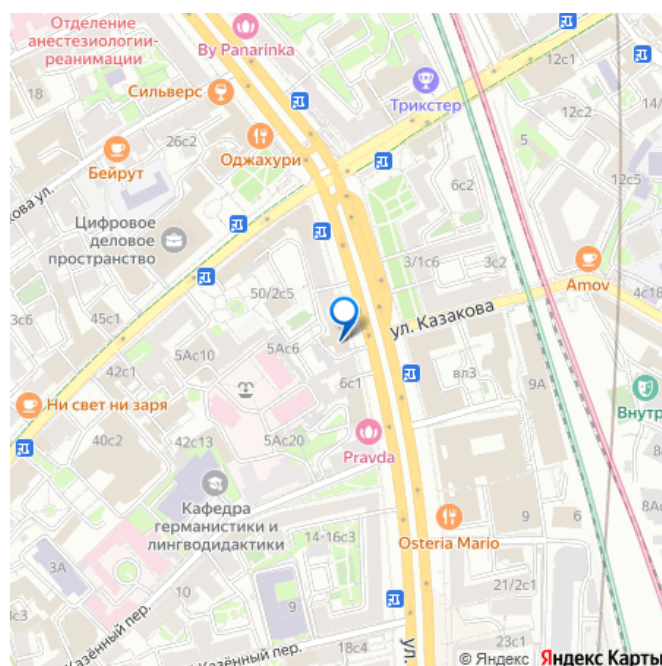 Отделение
анестезиологии-
реанимации
By Panarinka
12с1
18
Сильверс
Трикстер
12с2
14/
26с2
Оджахури
5
Бейрут
12с5
6с2
кова ул.
Цифровое
деловое
пространство
3/1с6
3с2
Amov
50/2с5
4с18
3с6
45с1
ул. Казакова
5Ас10
5Ас6
42с1
6с1
вл3
9А
Ни свет ни заря
Внутр
5Ас20
40с2
42с13
Pravda
8А
Кафедра
германистики и
лингводидактики
8Ас
Osteria Mario
9
6
14-16с3
3А
10
9
21/2с1
8с3
Казённый пер.
Казённый пер.
18с4
ул.
23с1
© Яндекс Яндекс Карты